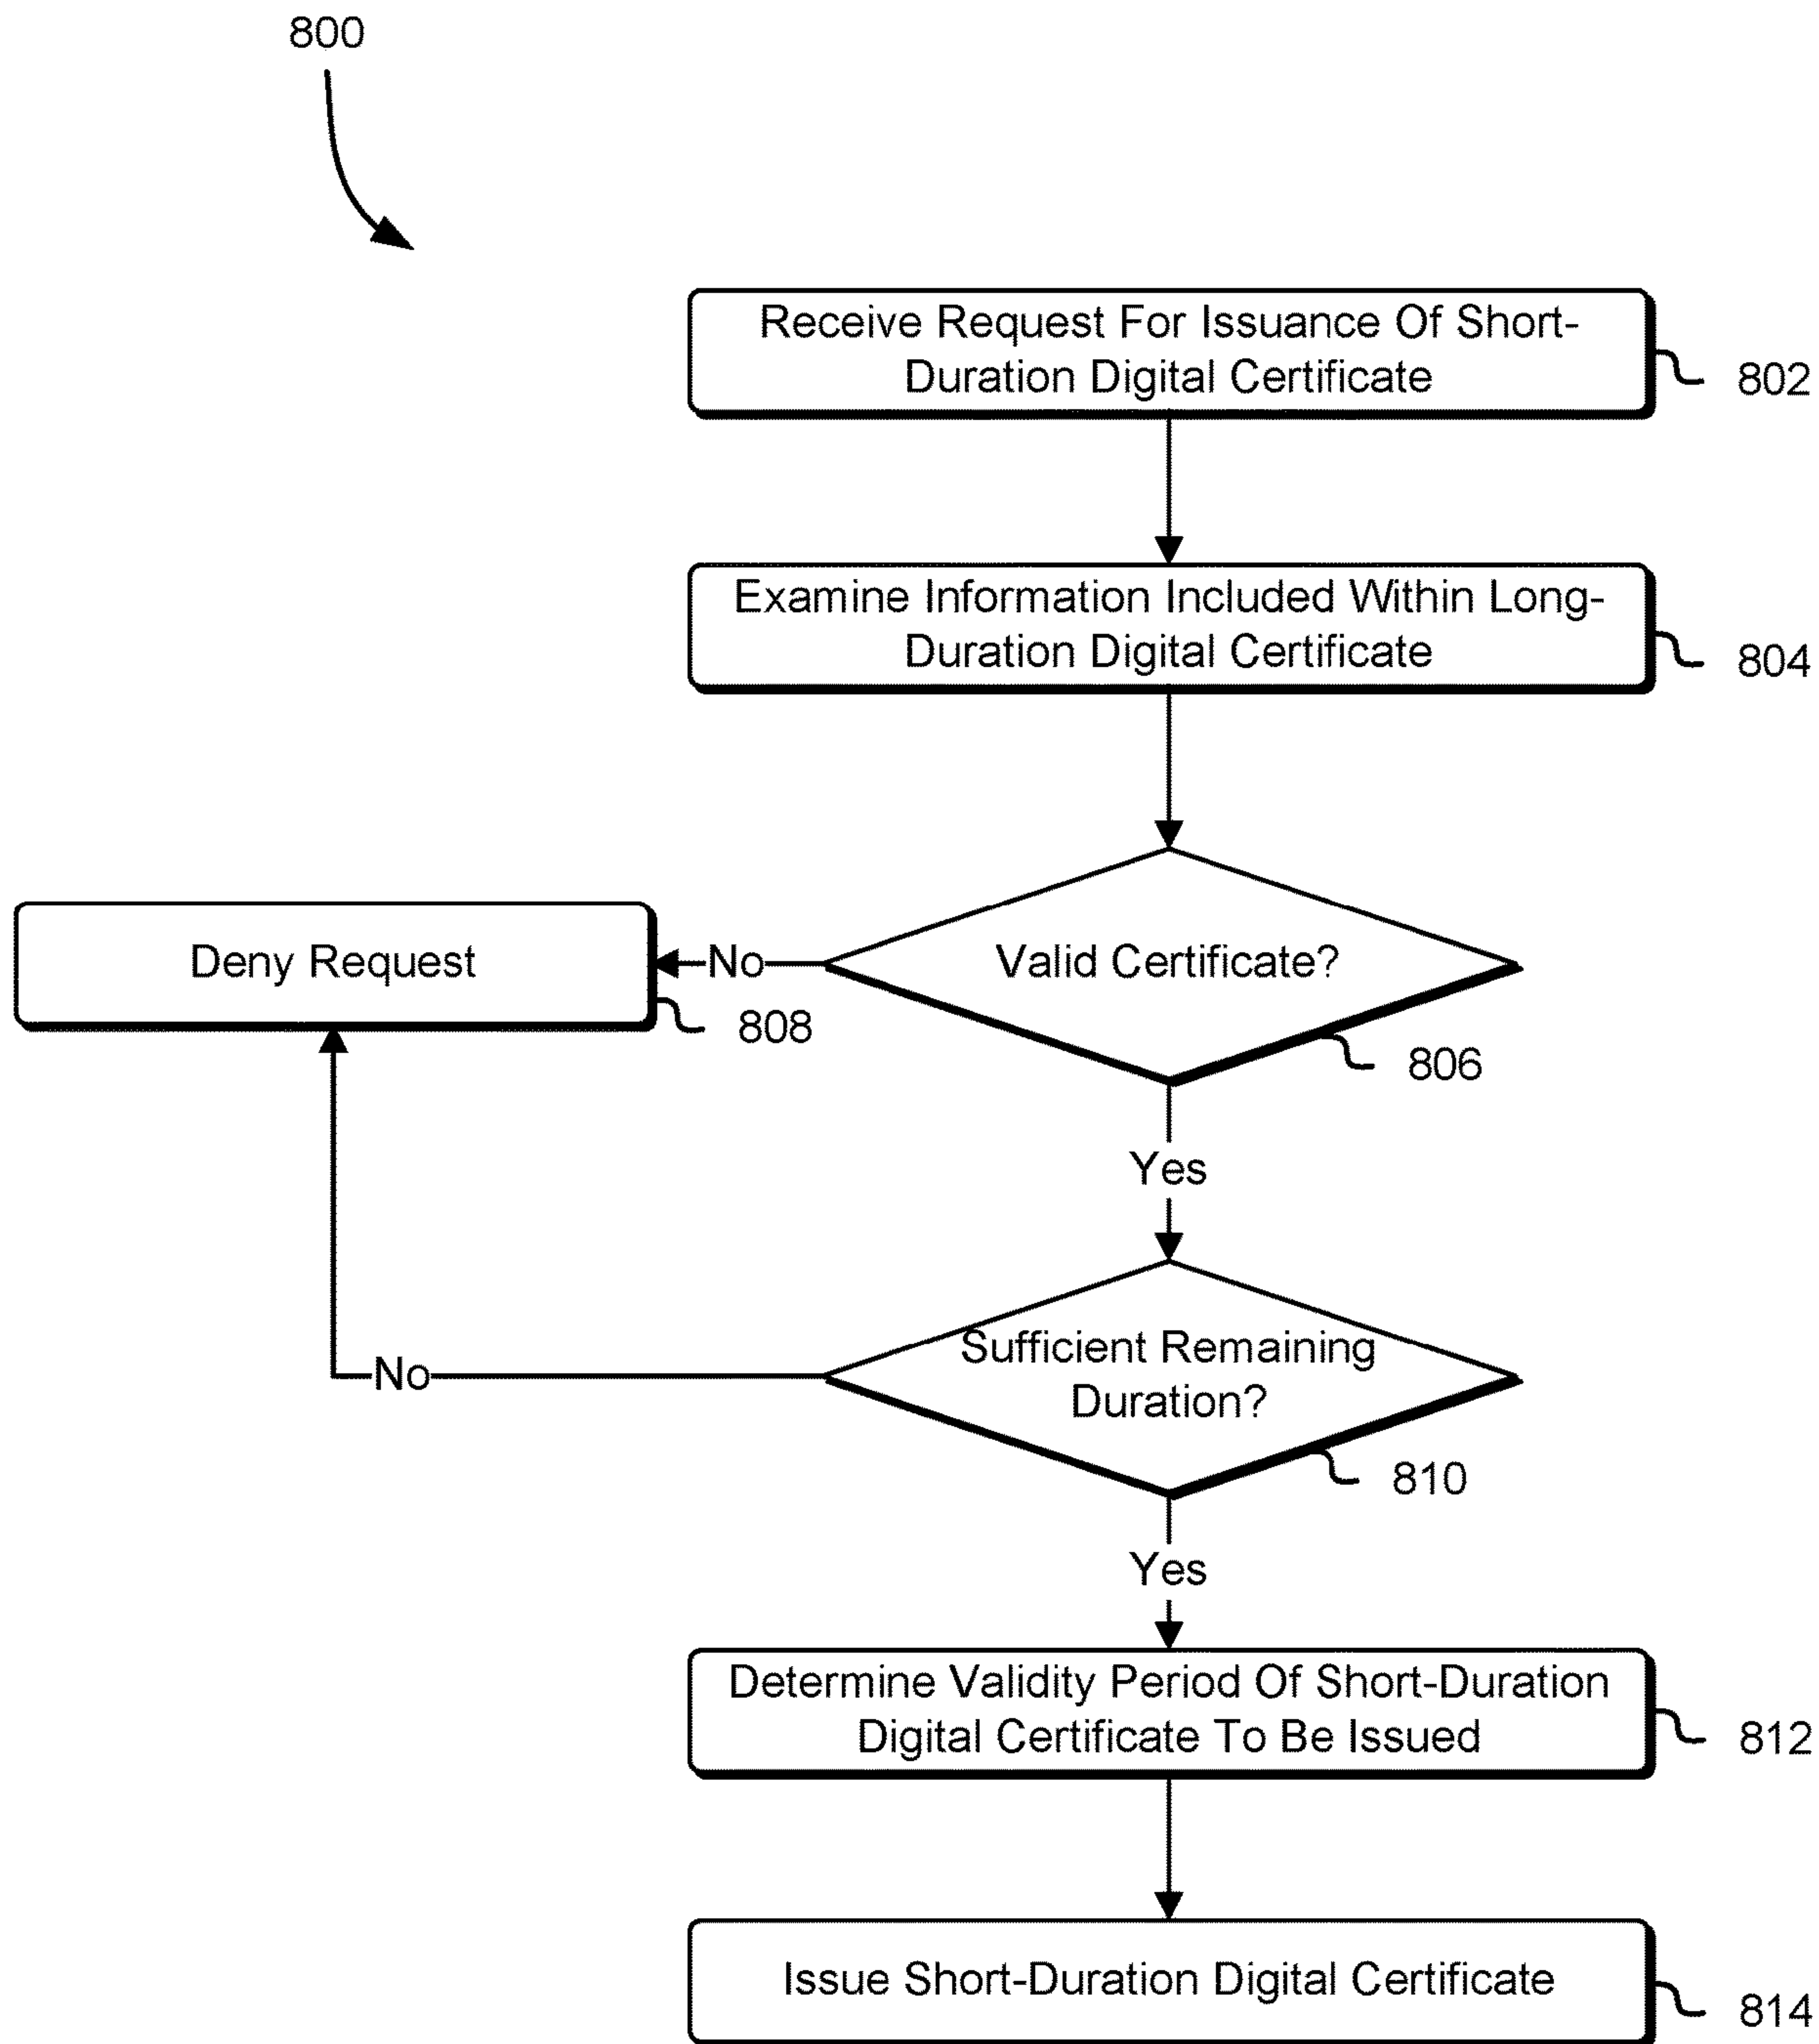 800
Receive Request For Issuance Of Short-
Duration Digital Certificate
802
Examine Information Included Within Long-
Duration Digital Certificate
804
Valid Certificate?
806
No
Deny Request
808
Yes
Sufficient Remaining
Duration?
810
No
Yes
Determine Validity Period Of Short-Duration
Digital Certificate To Be Issued
812
Issue Short-Duration Digital Certificate
814